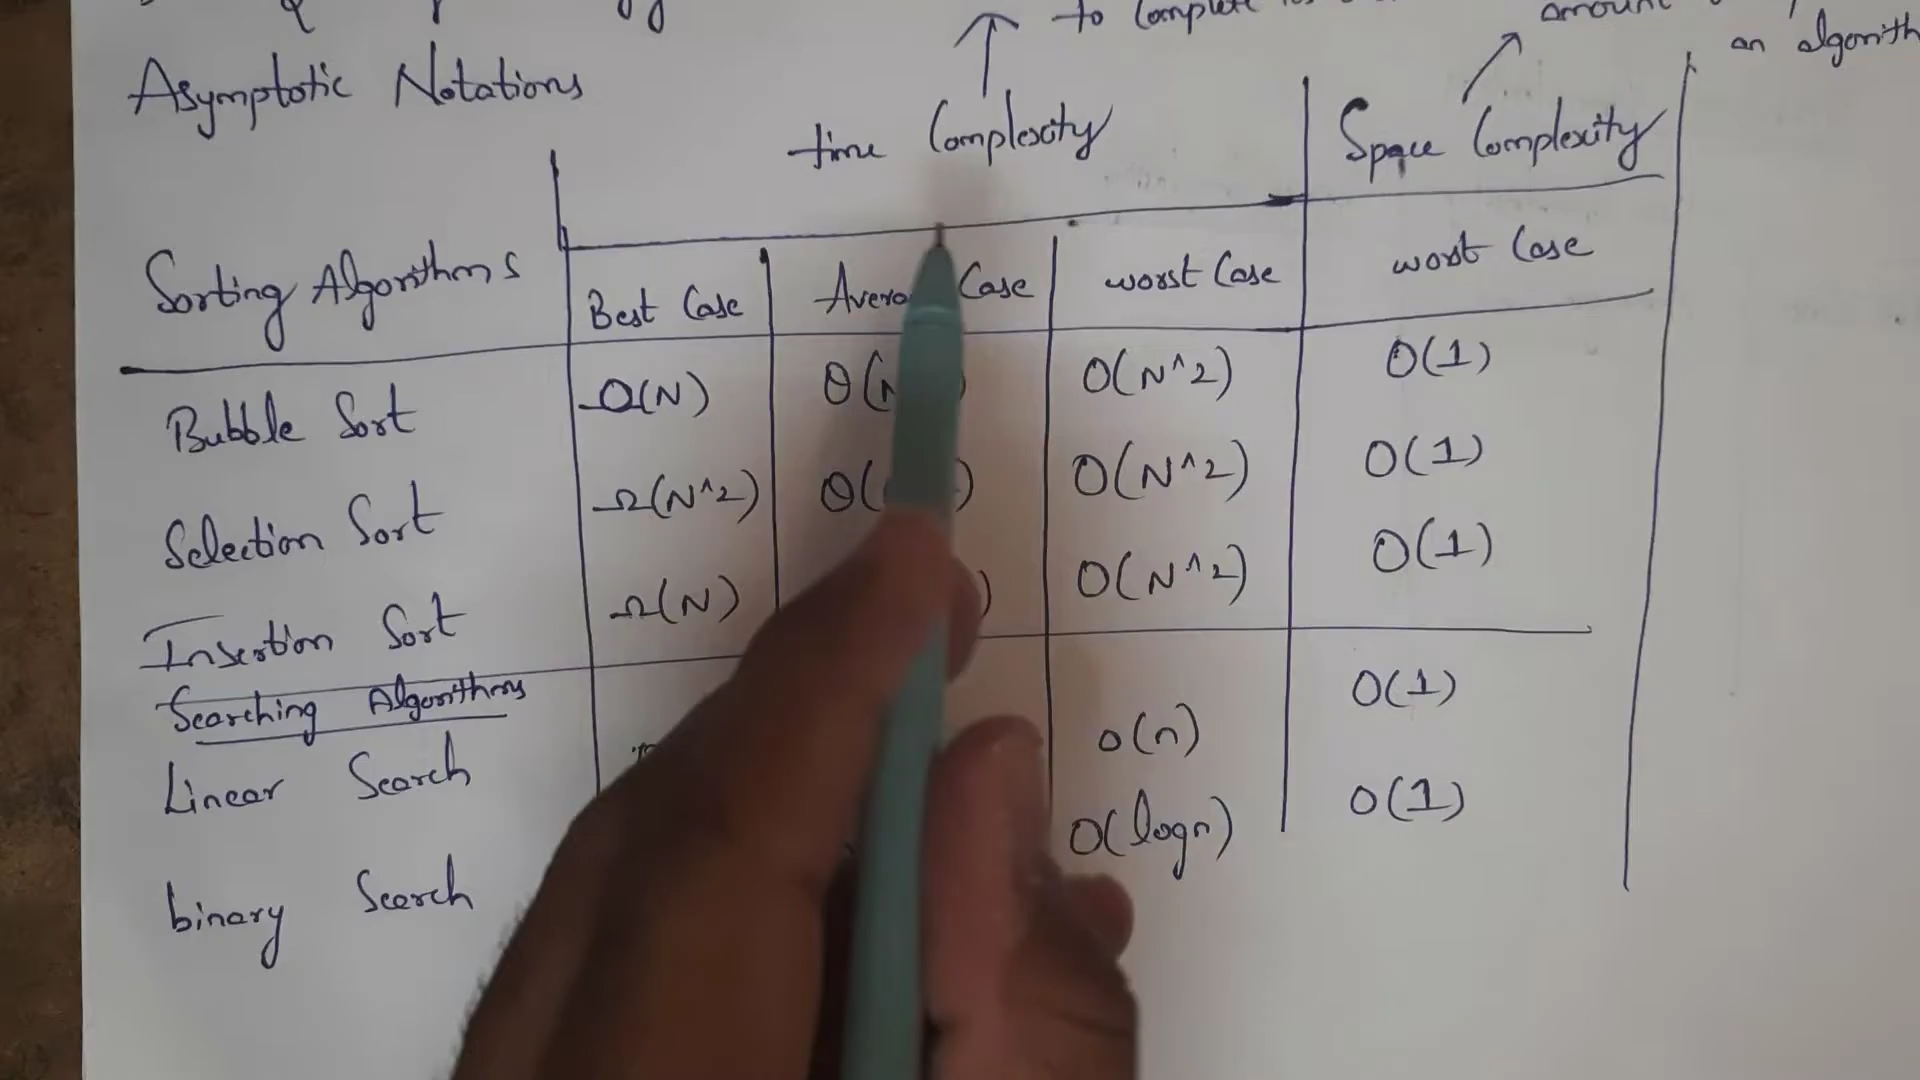 to complete
amount
an
Asymptotic Notations
time Complexity
Space Complexity
Sorting Algorithms
Best Case
Case
worst Case
worst Case
Bubble Sort Ω(N) O(N^2) O(1)
Selection Sort Ω(N^2) O(N^2) O(1)
Insertion Sort Ω(N) O(N^2) O(1)
Searching Algorithms
Linear Search O(n) O(1)
binary Search O(logn) O(1)